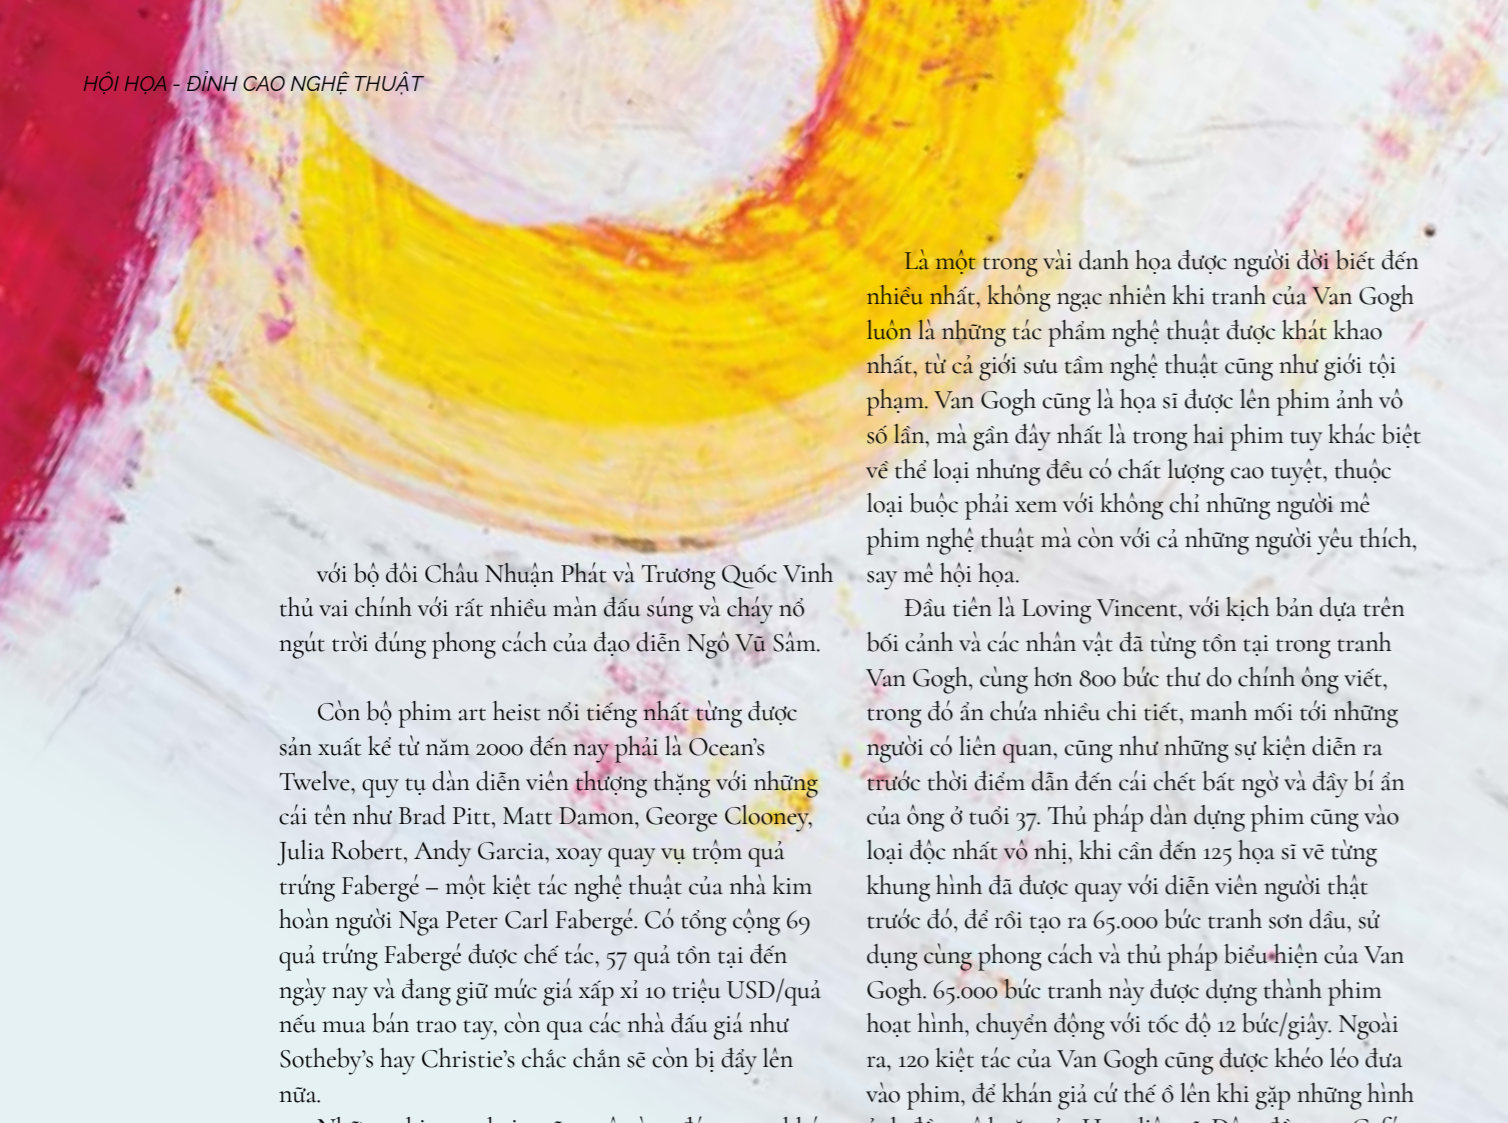 HỘI HỌA - ĐỈNH CAO NGHỆ THUẬT
với bộ đôi Châu Nhuận Phát và Trương Quốc Vinh
thủ vai chính với rất nhiều màn đấu súng và cháy nổ
ngút trời đúng phong cách của đạo diễn Ngô Vũ Sâm.
Còn bộ phim art heist nổi tiếng nhất từng được
sản xuất kể từ năm 2000 đến nay phải là Ocean’s
Twelve, quy tụ dàn diễn viên thượng thặng với những
cái tên như Brad Pitt, Matt Damon, George Clooney,
Julia Robert, Andy Garcia, xoay quay vụ trộm quả
trứng Fabergé – một kiệt tác nghệ thuật của nhà kim
hoàn người Nga Peter Carl Fabergé. Có tổng cộng 69
quả trứng Fabergé được chế tác, 57 quả tồn tại đến
ngày nay và đang giữ mức giá xấp xỉ 10 triệu USD/quả
nếu mua bán trao tay, còn qua các nhà đấu giá như
Sotheby’s hay Christie’s chắc chắn sẽ còn bị đẩy lên
nữa.
Là một trong vài danh họa được người đời biết đến
nhiều nhất, không ngạc nhiên khi tranh của Van Gogh
luôn là những tác phẩm nghệ thuật được khát khao
nhất, từ cả giới sưu tầm nghệ thuật cũng như giới tội
phạm. Van Gogh cũng là họa sĩ được lên phim ảnh vô
số lần, mà gần đây nhất là trong hai phim tuy khác biệt
về thể loại nhưng đều có chất lượng cao tuyệt, thuộc
loại buộc phải xem với không chỉ những người mê
phim nghệ thuật mà còn với cả những người yêu thích,
say mê hội họa.
Đầu tiên là Loving Vincent, với kịch bản dựa trên
bối cảnh và các nhân vật đã từng tồn tại trong tranh
Van Gogh, cùng hơn 800 bức thư do chính ông viết,
trong đó ẩn chứa nhiều chi tiết, manh mối tới những
người có liên quan, cũng như những sự kiện diễn ra
trước thời điểm dẫn đến cái chết bất ngờ và đầy bí ẩn
của ông ở tuổi 37. Thủ pháp dàn dựng phim cũng vào
loại độc nhất vô nhị, khi cần đến 125 họa sĩ vẽ từng
khung hình đã được quay với diễn viên người thật
trước đó, để rồi tạo ra 65.000 bức tranh sơn dầu, sử
dụng cùng phong cách và thủ pháp biểu hiện của Van
Gogh. 65.000 bức tranh này được dựng thành phim
hoạt hình, chuyển động với tốc độ 12 bức/giây. Ngoài
ra, 120 kiệt tác của Van Gogh cũng được khéo léo đưa
vào phim, để khán giả cứ thế ồ lên khi gặp những hình